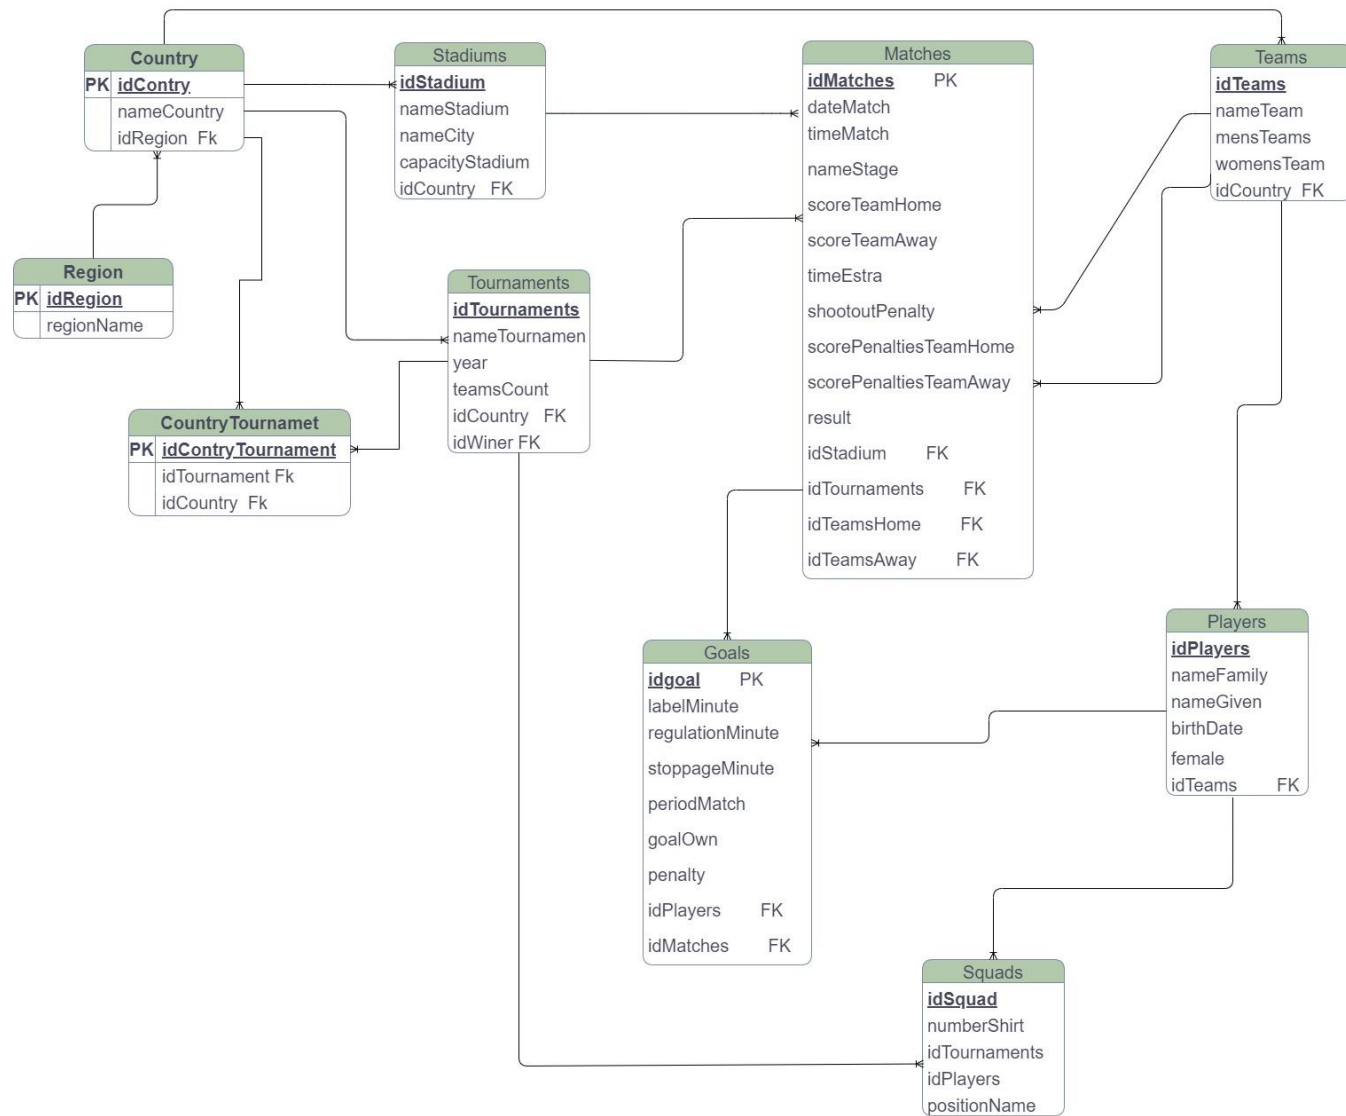 Country
PK idContry
nameCountry
idRegion Fk
Stadiums
idStadium
nameStadium
nameCity
capacityStadium
idCountry FK
Matches
idMatches PK
dateMatch
timeMatch
nameStage
scoreTeamHome
scoreTeamAway
timeEstra
shootoutPenalty
scorePenaltiesTeamHome
scorePenaltiesTeamAway
result
idStadium FK
idTournaments FK
idTeamsHome FK
idTeamsAway FK
Teams
idTeams
nameTeam
mensTeams
womensTeam
idCountry FK
Region
PK idRegion
regionName
Tournaments
idTournaments
nameTournamen
year
teamsCount
idCountry FK
idWiner FK
CountryTournamet
PK idContryTournament
idTournament Fk
idCountry Fk
Goals
idgoal PK
labelMinute
regulationMinute
stoppageMinute
periodMatch
goalOwn
penalty
idPlayers FK
idMatches FK
Players
idPlayers
nameFamily
nameGiven
birthDate
female
idTeams FK
Squads
idSquad
numberShirt
idTournaments
idPlayers
positionName